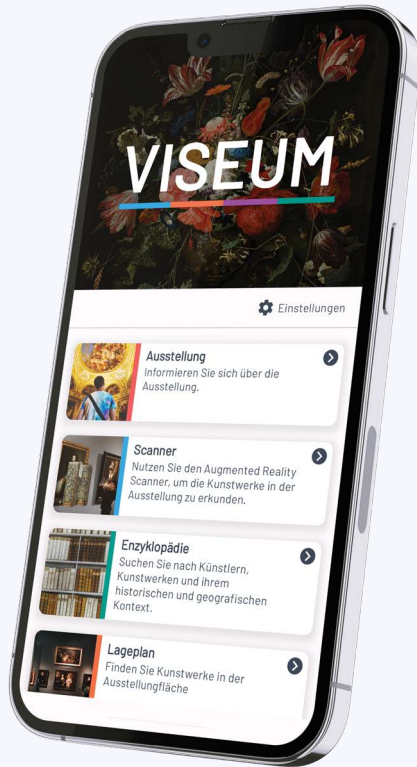 VISEUM
Einstellungen
Ausstellung
Informieren Sie sich über die
Ausstellung.
Scanner
Nutzen Sie den Augmented Reality
Scanner, um die Kunstwerke in der
Ausstellung zu erkunden.
Enzyklopädie
Suchen Sie nach Künstlern,
Kunstwerken und ihrem
historischen und geografischen
Kontext.
Lageplan
Finden Sie Kunstwerke in der
Ausstellungfläche